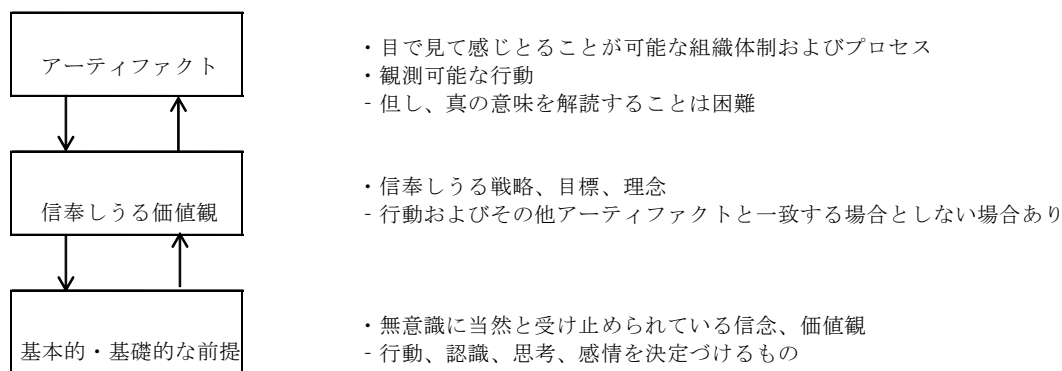 アーティファクト
・目で見て感じとることが可能な組織体制およびプロセス
・観測可能な行動
‐但し、真の意味を解読することは困難
信奉しうる価値観
・信奉しうる戦略、目標、理念
‐行動およびその他アーティファクトと一致する場合としない場合あり
基本的・基礎的な前提
・無意識に当然と受け止められている信念、価値観
‐行動、認識、思考、感情を決定づけるもの